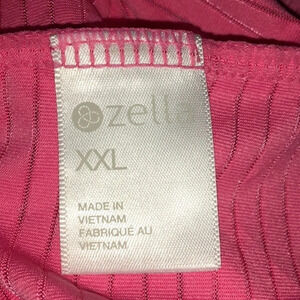 zella
XXL
MADE IN
VIETNAM
FABRIQUÉ AU
VIETNAM